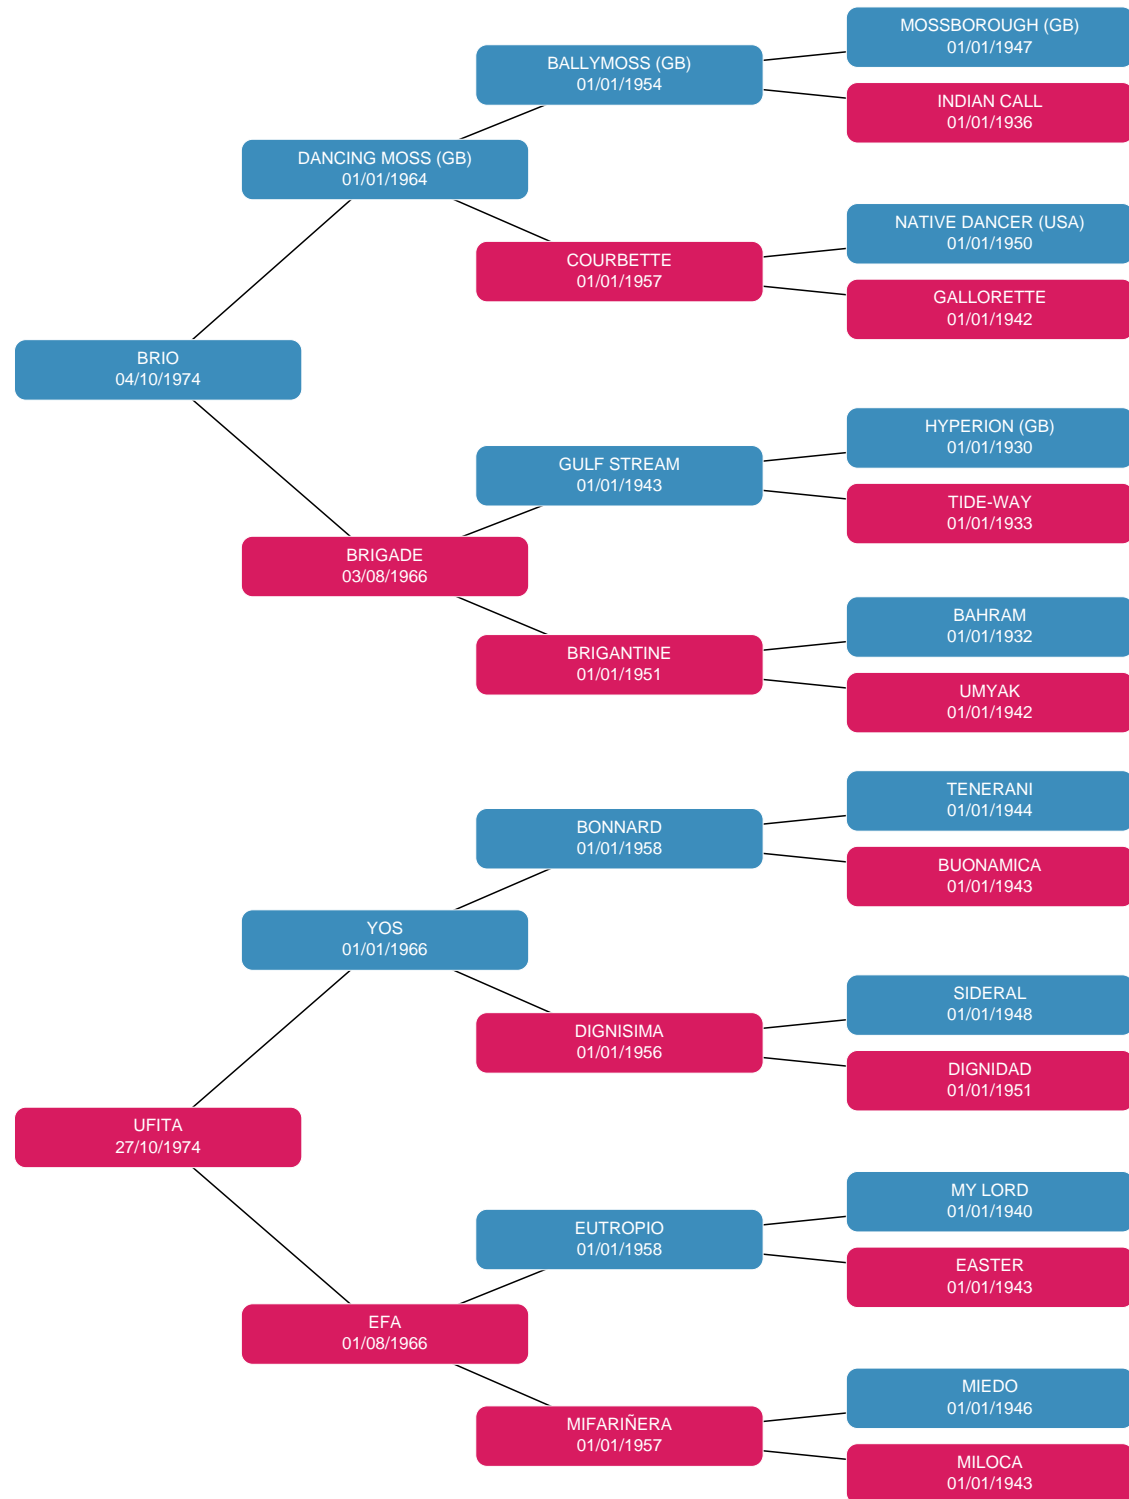 MOSSBOROUGH (GB)
01/01/1947
BALLYMOSS (GB)
01/01/1954
INDIAN CALL
01/01/1936
DANCING MOSS (GB)
01/01/1964
NATIVE DANCER (USA)
01/01/1950
COURBETTE
01/01/1957
GALLORETTE
01/01/1942
BRIO
04/10/1974
HYPERION (GB)
01/01/1930
GULF STREAM
01/01/1943
TIDE-WAY
01/01/1933
BRIGADE
03/08/1966
BAHRAM
01/01/1932
BRIGANTINE
01/01/1951
UMYAK
01/01/1942
TENERANI
01/01/1944
BONNARD
01/01/1958
BUONAMICA
01/01/1943
YOS
01/01/1966
SIDERAL
01/01/1948
DIGNISIMA
01/01/1956
DIGNIDAD
01/01/1951
UFITA
27/10/1974
MY LORD
01/01/1940
EUTROPIO
01/01/1958
EASTER
01/01/1943
EFA
01/08/1966
MIEDO
01/01/1946
MIFARIÑERA
01/01/1957
MILOCA
01/01/1943